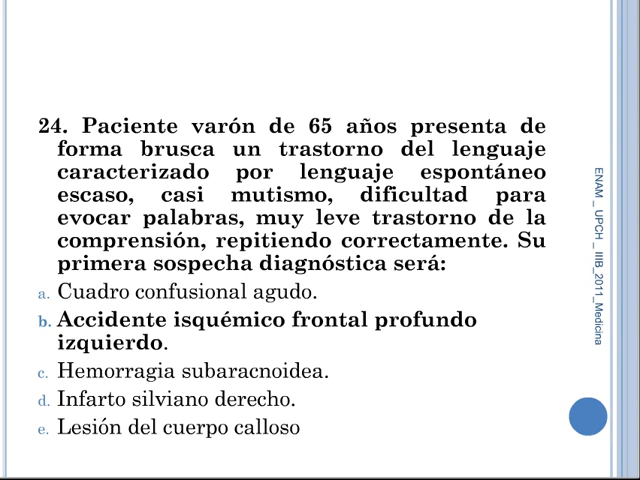 24. Paciente varón de 65 años presenta de
forma brusca un trastorno del lenguaje
caracterizado por lenguaje espontáneo
escaso, casi mutismo, dificultad para
evocar palabras, muy leve trastorno de la
comprensión, repitiendo correctamente. Su
primera sospecha diagnóstica será:
a. Cuadro confusional agudo.
b. Accidente isquémico frontal profundo
izquierdo.
c. Hemorragia subaracnoidea.
d. Infarto silviano derecho.
e. Lesión del cuerpo calloso
ENAM _ UPCH _ IIIB_2011_Medicina